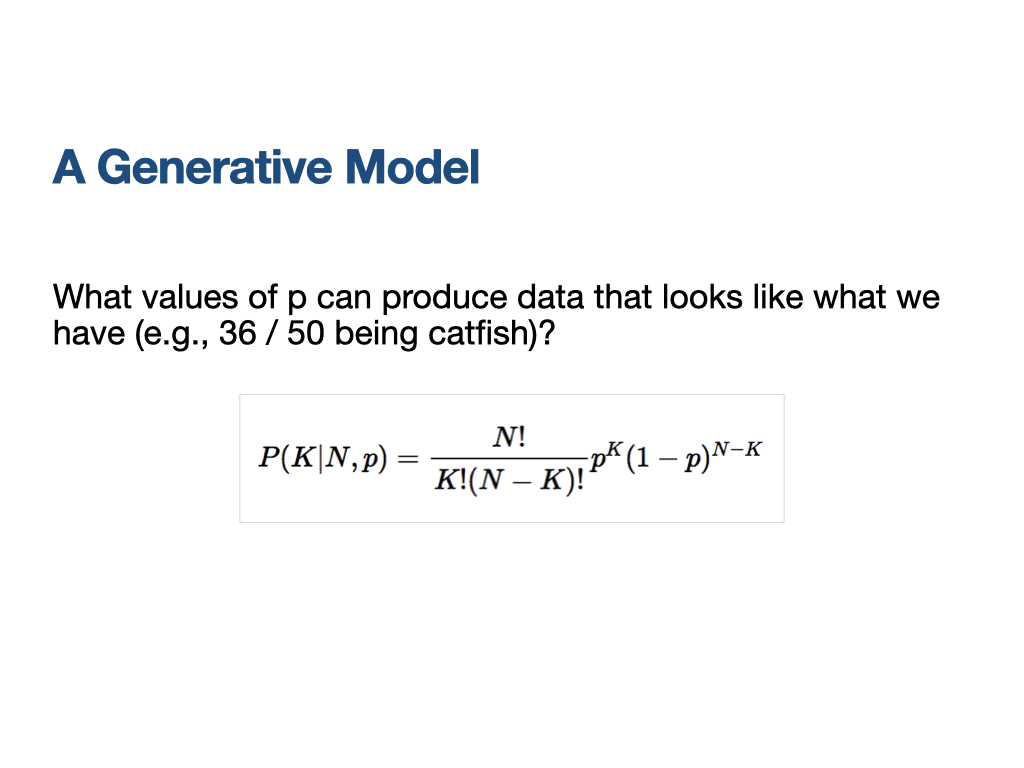 A Generative Model
What values of p can produce data that looks like what we
have (e.g., 36 / 50 being catfish)?
P(K|N, p) = \frac{N!}{K!(N − K)!} p^K (1 − p)^{N−K}